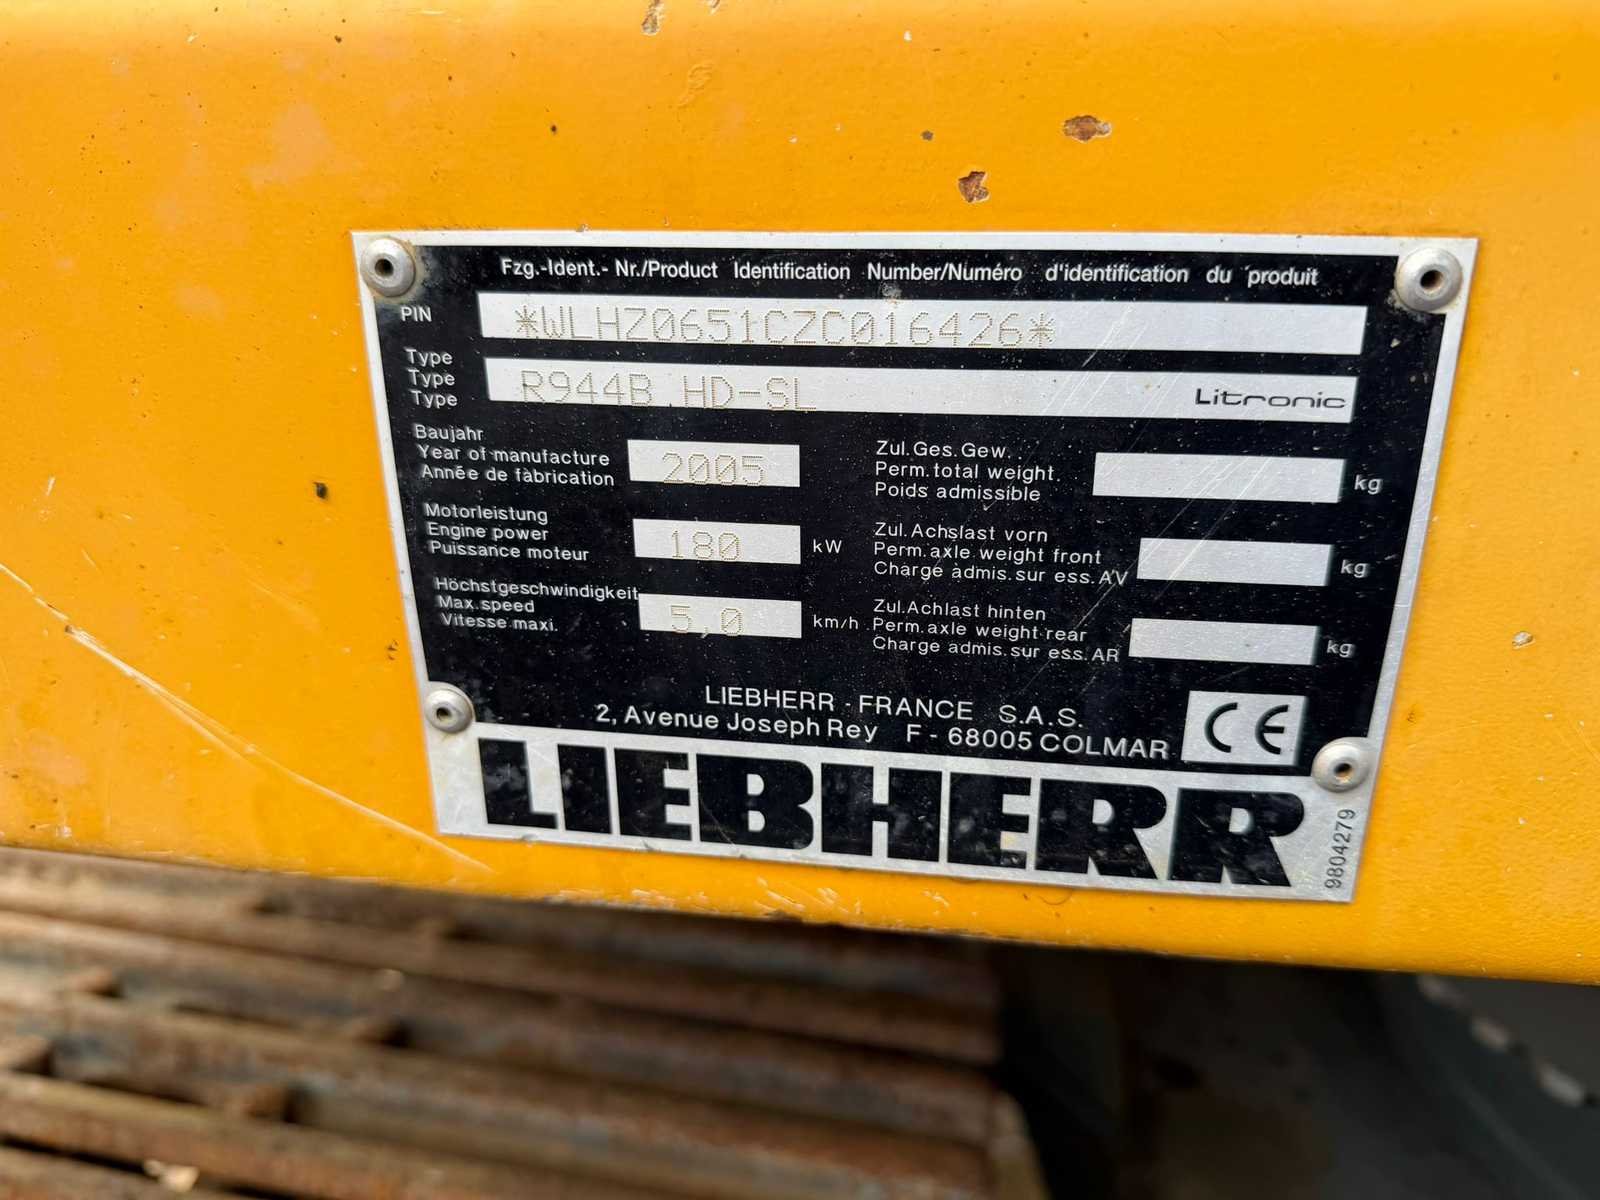 Fzg.-Ident.- Nr./Product Identification Number/Numéro d'identification du produit
PIN *WLHZ0651CZC016426*
Type
Type R944B HD-SL Litronic
Type
Baujahr
Year of manufacture 2005
Année de fàbrication
Zul.Ges.Gew.
Perm.total weight kg
Poids admissible
Motorleistung
Engine power 180 kW
Puissance moteur
Zul.Achslast vorn
Perm.axle weight front kg
Charge admis.sur ess.AV
Höchstgeschwindigkeit
Max.speed 5,0 km/h
Vitesse maxi.
Zul.Achlast hinten
Perm.axle weight rear kg
Charge admis.sur ess.AR
LIEBHERR - FRANCE S.A.S.
2, Avenue Joseph Rey F - 68005 COLMAR
CE
LIEBHERR
9804279